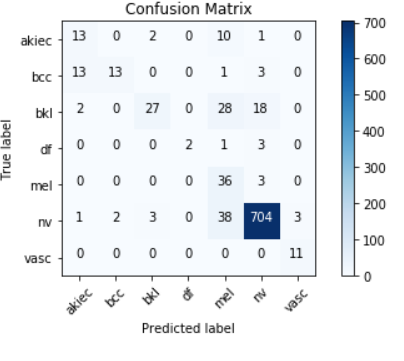 Confusion Matrix
True label
akiec 13 0 2 0 10 1 0
bcc 13 13 0 0 1 3 0
bkl 2 0 27 0 28 18 0
df 0 0 0 2 1 3 0
mel 0 0 0 0 36 3 0
nv 1 2 3 0 38 704 3
vasc 0 0 0 0 0 0 11
akiec bcc bkl df mel nv vasc
Predicted label
700
600
500
400
300
200
100
0